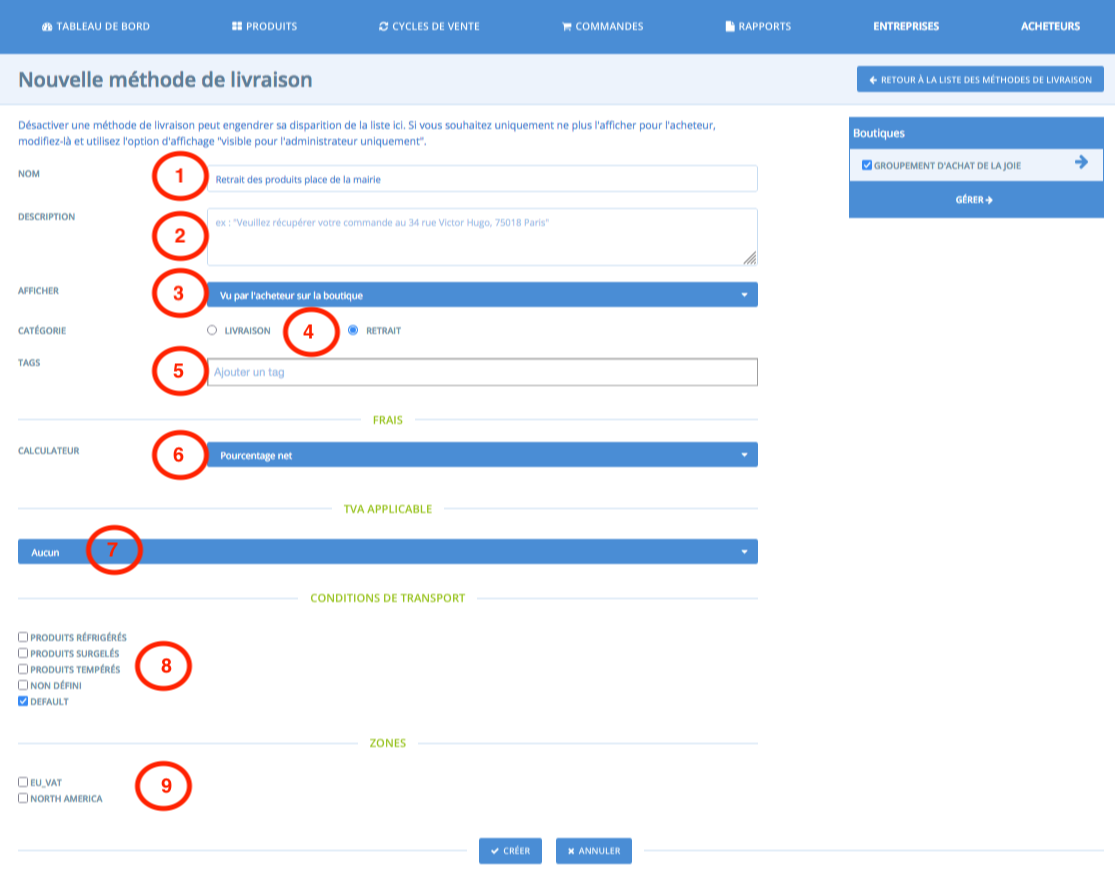 TABLEAU DE BORD
PRODUITS
CYCLES DE VENTE
COMMANDES
RAPPORTS
ENTREPRISES
ACHETEURS
Nouvelle méthode de livraison
RETOUR À LA LISTE DES MÉTHODES DE LIVRAISON
Désactiver une méthode de livraison peut engendrer sa disparition de la liste ici. Si vous souhaitez uniquement ne plus l'afficher pour l'acheteur,
modifiez-là et utilisez l'option d'affichage "visible pour l'administrateur uniquement".
Boutiques
GROUPEMENT D'ACHAT DE LA JOIE
GÉRER
NOM
1
Retrait des produits place de la mairie
DESCRIPTION
2
ex : "Veuillez récupérer votre commande au 34 rue Victor Hugo, 75018 Paris"
AFFICHER
3
Vu par l'acheteur sur la boutique
CATÉGORIE
LIVRAISON
4
RETRAIT
TAGS
5
Ajouter un tag
FRAIS
CALCULATEUR
6
Pourcentage net
TVA APPLICABLE
Aucun
7
CONDITIONS DE TRANSPORT
PRODUITS RÉFRIGÉRÉS
PRODUITS SURGELÉS
PRODUITS TEMPÉRÉS
NON DÉFINI
DEFAULT
8
ZONES
EU_VAT
NORTH AMERICA
9
CRÉER
ANNULER